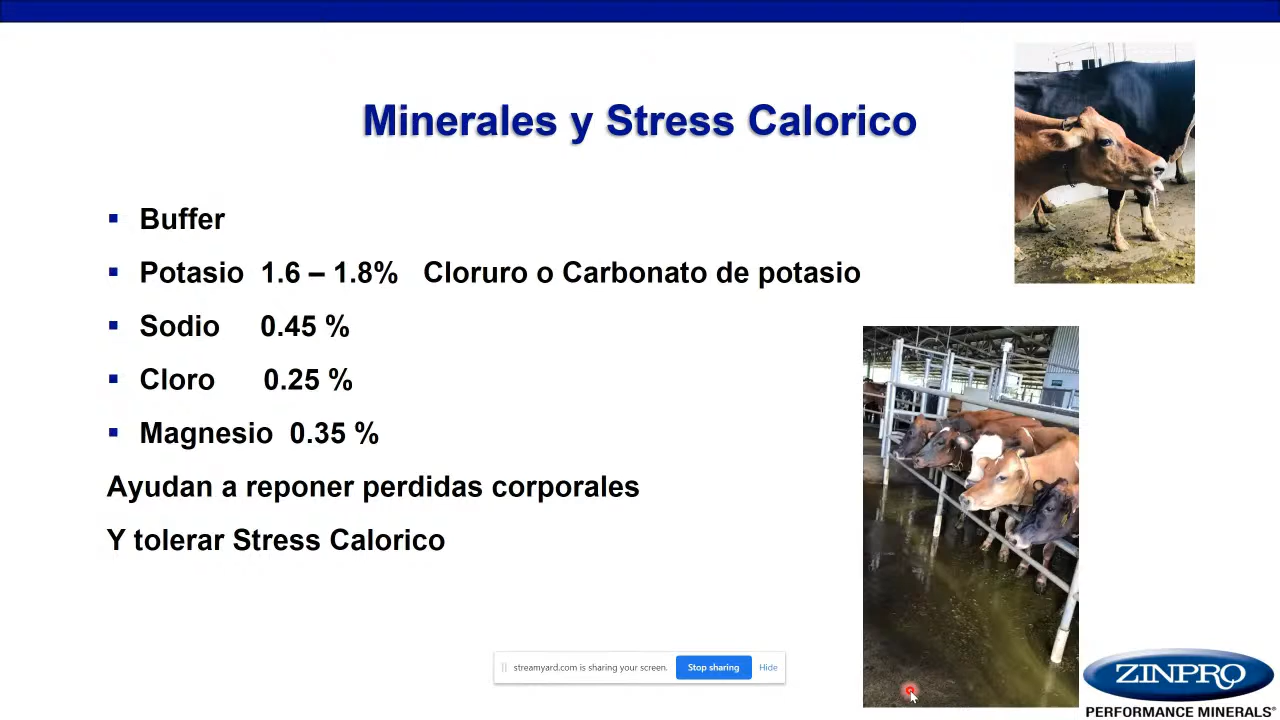 Minerales y Stress Calorico
Buffer
Potasio 1.6 – 1.8% Cloruro o Carbonato de potasio
Sodio 0.45 %
Cloro 0.25 %
Magnesio 0.35 %
Ayudan a reponer perdidas corporales
Y tolerar Stress Calorico
streamyard.com is sharing your screen. Stop sharing Hide
ZINPRO
PERFORMANCE MINERALS®